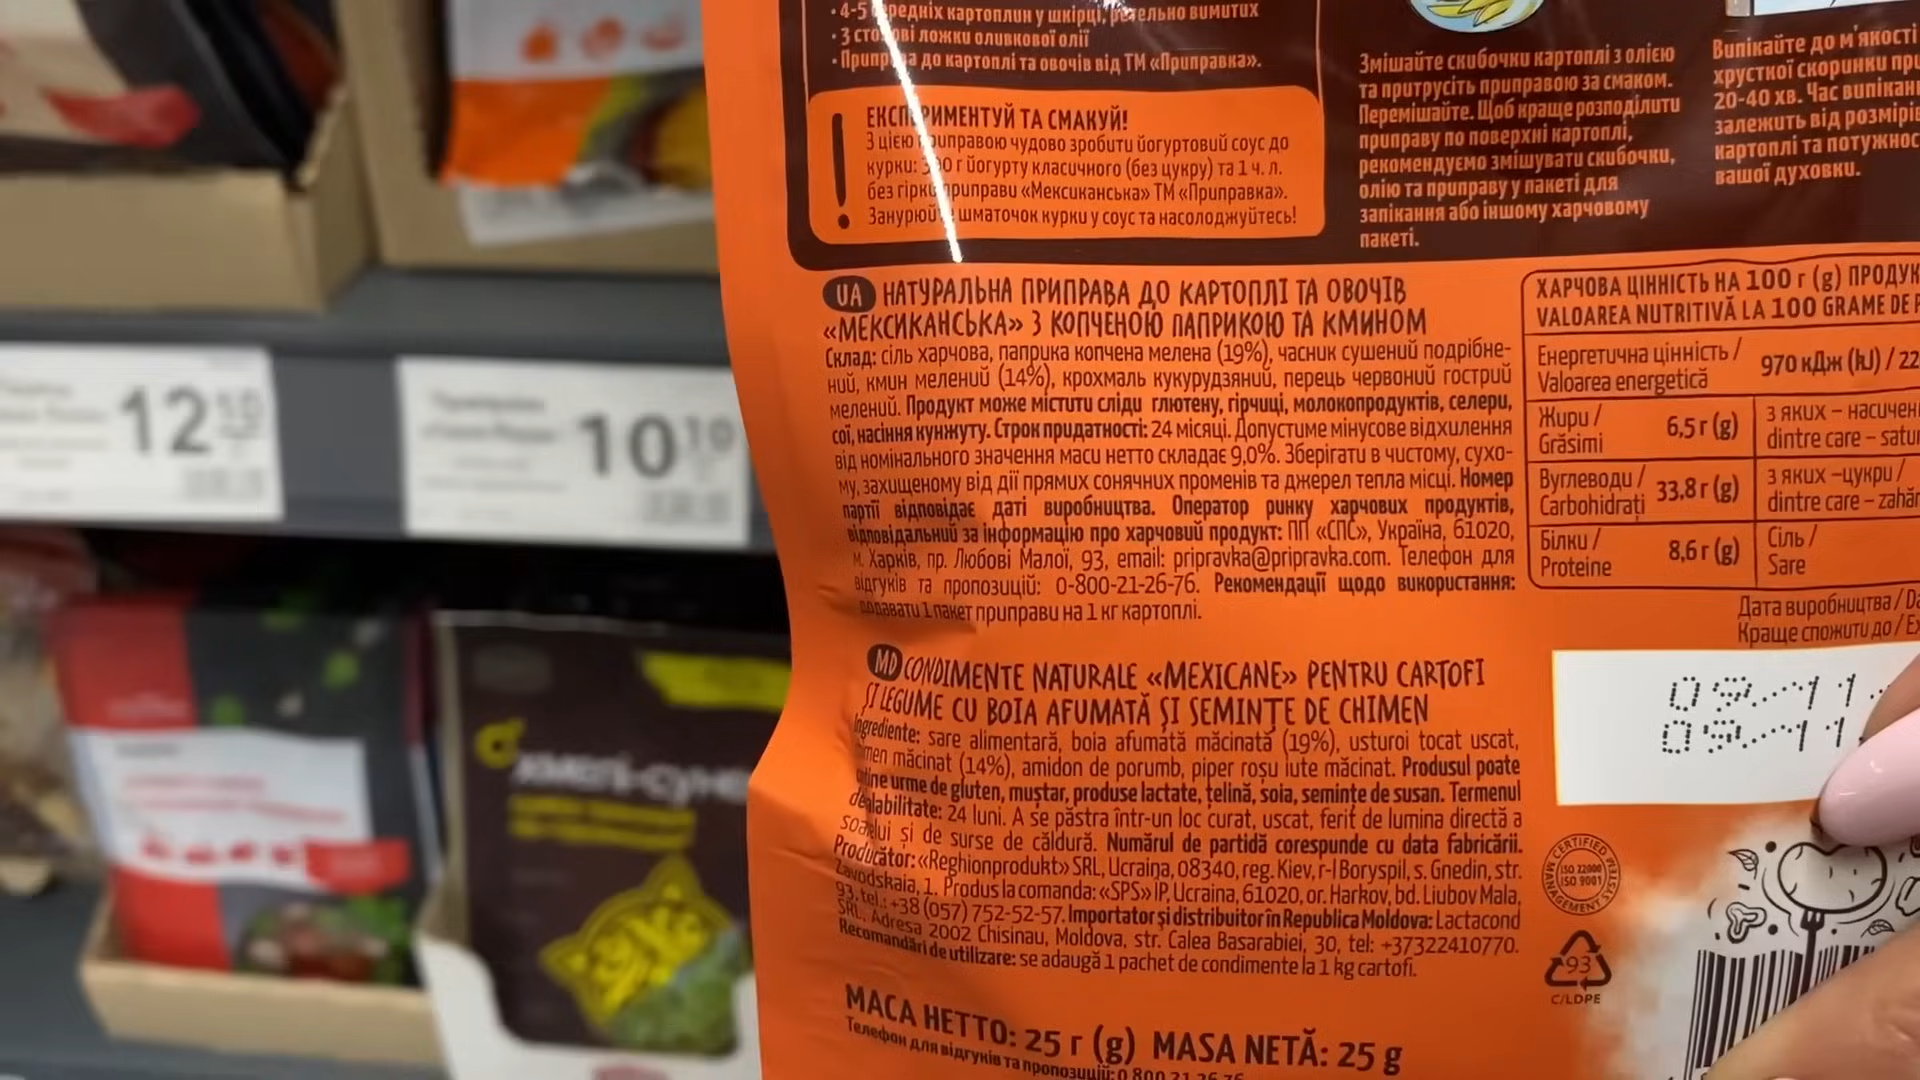 • 4-5 середніх картоплин у шкірці, ретельно вимитих
• 3 столові ложки оливкової олії
• Приправа до картоплі та овочів від ТМ «Приправка».
ЕКСПЕРИМЕНТУЙ ТА СМАКУЙ!
З цією приправою чудово зробити йогуртовий соус до
курки: 300 г йогурту класичного (без цукру) та 1 ч. л.
без гірки приправи «Мексиканська» ТМ «Приправка».
Занурюйте шматочок курки у соус та насолоджуйтесь!
Змішайте скибочки картоплі з олією
та притрусіть приправою за смаком.
Перемішайте. Щоб краще розподілити
приправу по поверхні картоплі,
рекомендуємо змішувати скибочки,
олію та приправу у пакеті для
запікання або іншому харчовому
пакеті.
Випікайте до м'якості
хрусткої скоринки
20-40 хв. Час
залежить від
картоплі та
вашої духовки.
UA НАТУРАЛЬНА ПРИПРАВА ДО КАРТОПЛІ ТА ОВОЧІВ
«МЕКСИКАНСЬКА» З КОПЧЕНОЮ ПАПРИКОЮ ТА КМИНОМ
Склад: сіль харчова, паприка копчена мелена (19%), часник сушений подрібне-
ний, кмин мелений (14%), крохмаль кукурудзяний, перець червоний гострий
мелений. Продукт може містити сліди глютену, гірчиці, молокопродуктів, селери,
сої, насіння кунжуту. Строк придатності: 24 місяці. Допустиме мінусове відхилення
від номінального значення маси нетто складає 9,0%. Зберігати в чистому, сухо-
му, захищеному від дії прямих сонячних променів та джерел тепла місці. Номер
партії відповідає даті виробництва. Оператор ринку харчових продуктів,
відповідальний за інформацію про харчовий продукт: ПП «СПС», Україна, 61020,
м. Харків, пр. Любові Малої, 93, email: pripravka@pripravka.com. Телефон для
відгуків та пропозицій: 0-800-21-26-76. Рекомендації щодо використання:
додавати 1 пакет приправи на 1 кг картоплі.
ХАРЧОВА ЦІННІСТЬ НА 100 г (g)
VALOAREA NUTRITIVĂ LA 100 GRAME DE
Енергетична цінність /
Valoarea energetică
970 кДж (kJ) /
Жири /
Grăsimi
6,5 г (g)
з яких –
dintre care –
Вуглеводи /
Carbohidrați
33,8 г (g)
з яких –цукри /
dintre care –
Білки /
Proteine
8,6 г (g)
Сіль /
Sare
Дата виробництва /
Краще спожити до /
09.11.
09.11.
MD CONDIMENTE NATURALE «MEXICANE» PENTRU CARTOFI
ȘI LEGUME CU BOIA AFUMATĂ ȘI SEMINȚE DE CHIMEN
Ingrediente: sare alimentară, boia afumată măcinată (19%), usturoi tocat uscat,
măcinat (14%), amidon de porumb, piper roșu iute măcinat. Produsul poate
urme de gluten, muștar, produse lactate, țelină, soia, semințe de susan. Termenul
24 luni. A se păstra într-un loc curat, uscat, ferit de lumina directă a
soarelui și de surse de căldură. Numărul de partidă corespunde cu data fabricării.
Producător: «Reghionprodukt» SRL, Ucraina, 08340, reg. Kiev, r-l Boryspil, s. Gnedin, str.
Zavodskaia, 1. Produs la comanda: «SPS» IP, Ucraina, 61020, or. Harkov, bd. Liubov Mala,
93, tel.: +38 (057) 752-52-57. Importator și distribuitor în Republica Moldova: Lactacond
SRL, Adresa 2002 Chisinau, Moldova, str. Calea Basarabiei, 30, tel: +37322410770.
Recomandări de utilizare: se adaugă 1 pachet de condimente la 1 kg cartofi.
МАСА НЕТТО: 25 г (g) MASA NETĂ: 25 g
Телефон для відгуків та пропозицій: 0 800 21 26 76
CERTIFIED
ISO 22000
ISO 9001
MANAGEMENT SYSTEM
93
C/LDPE
12
10 10